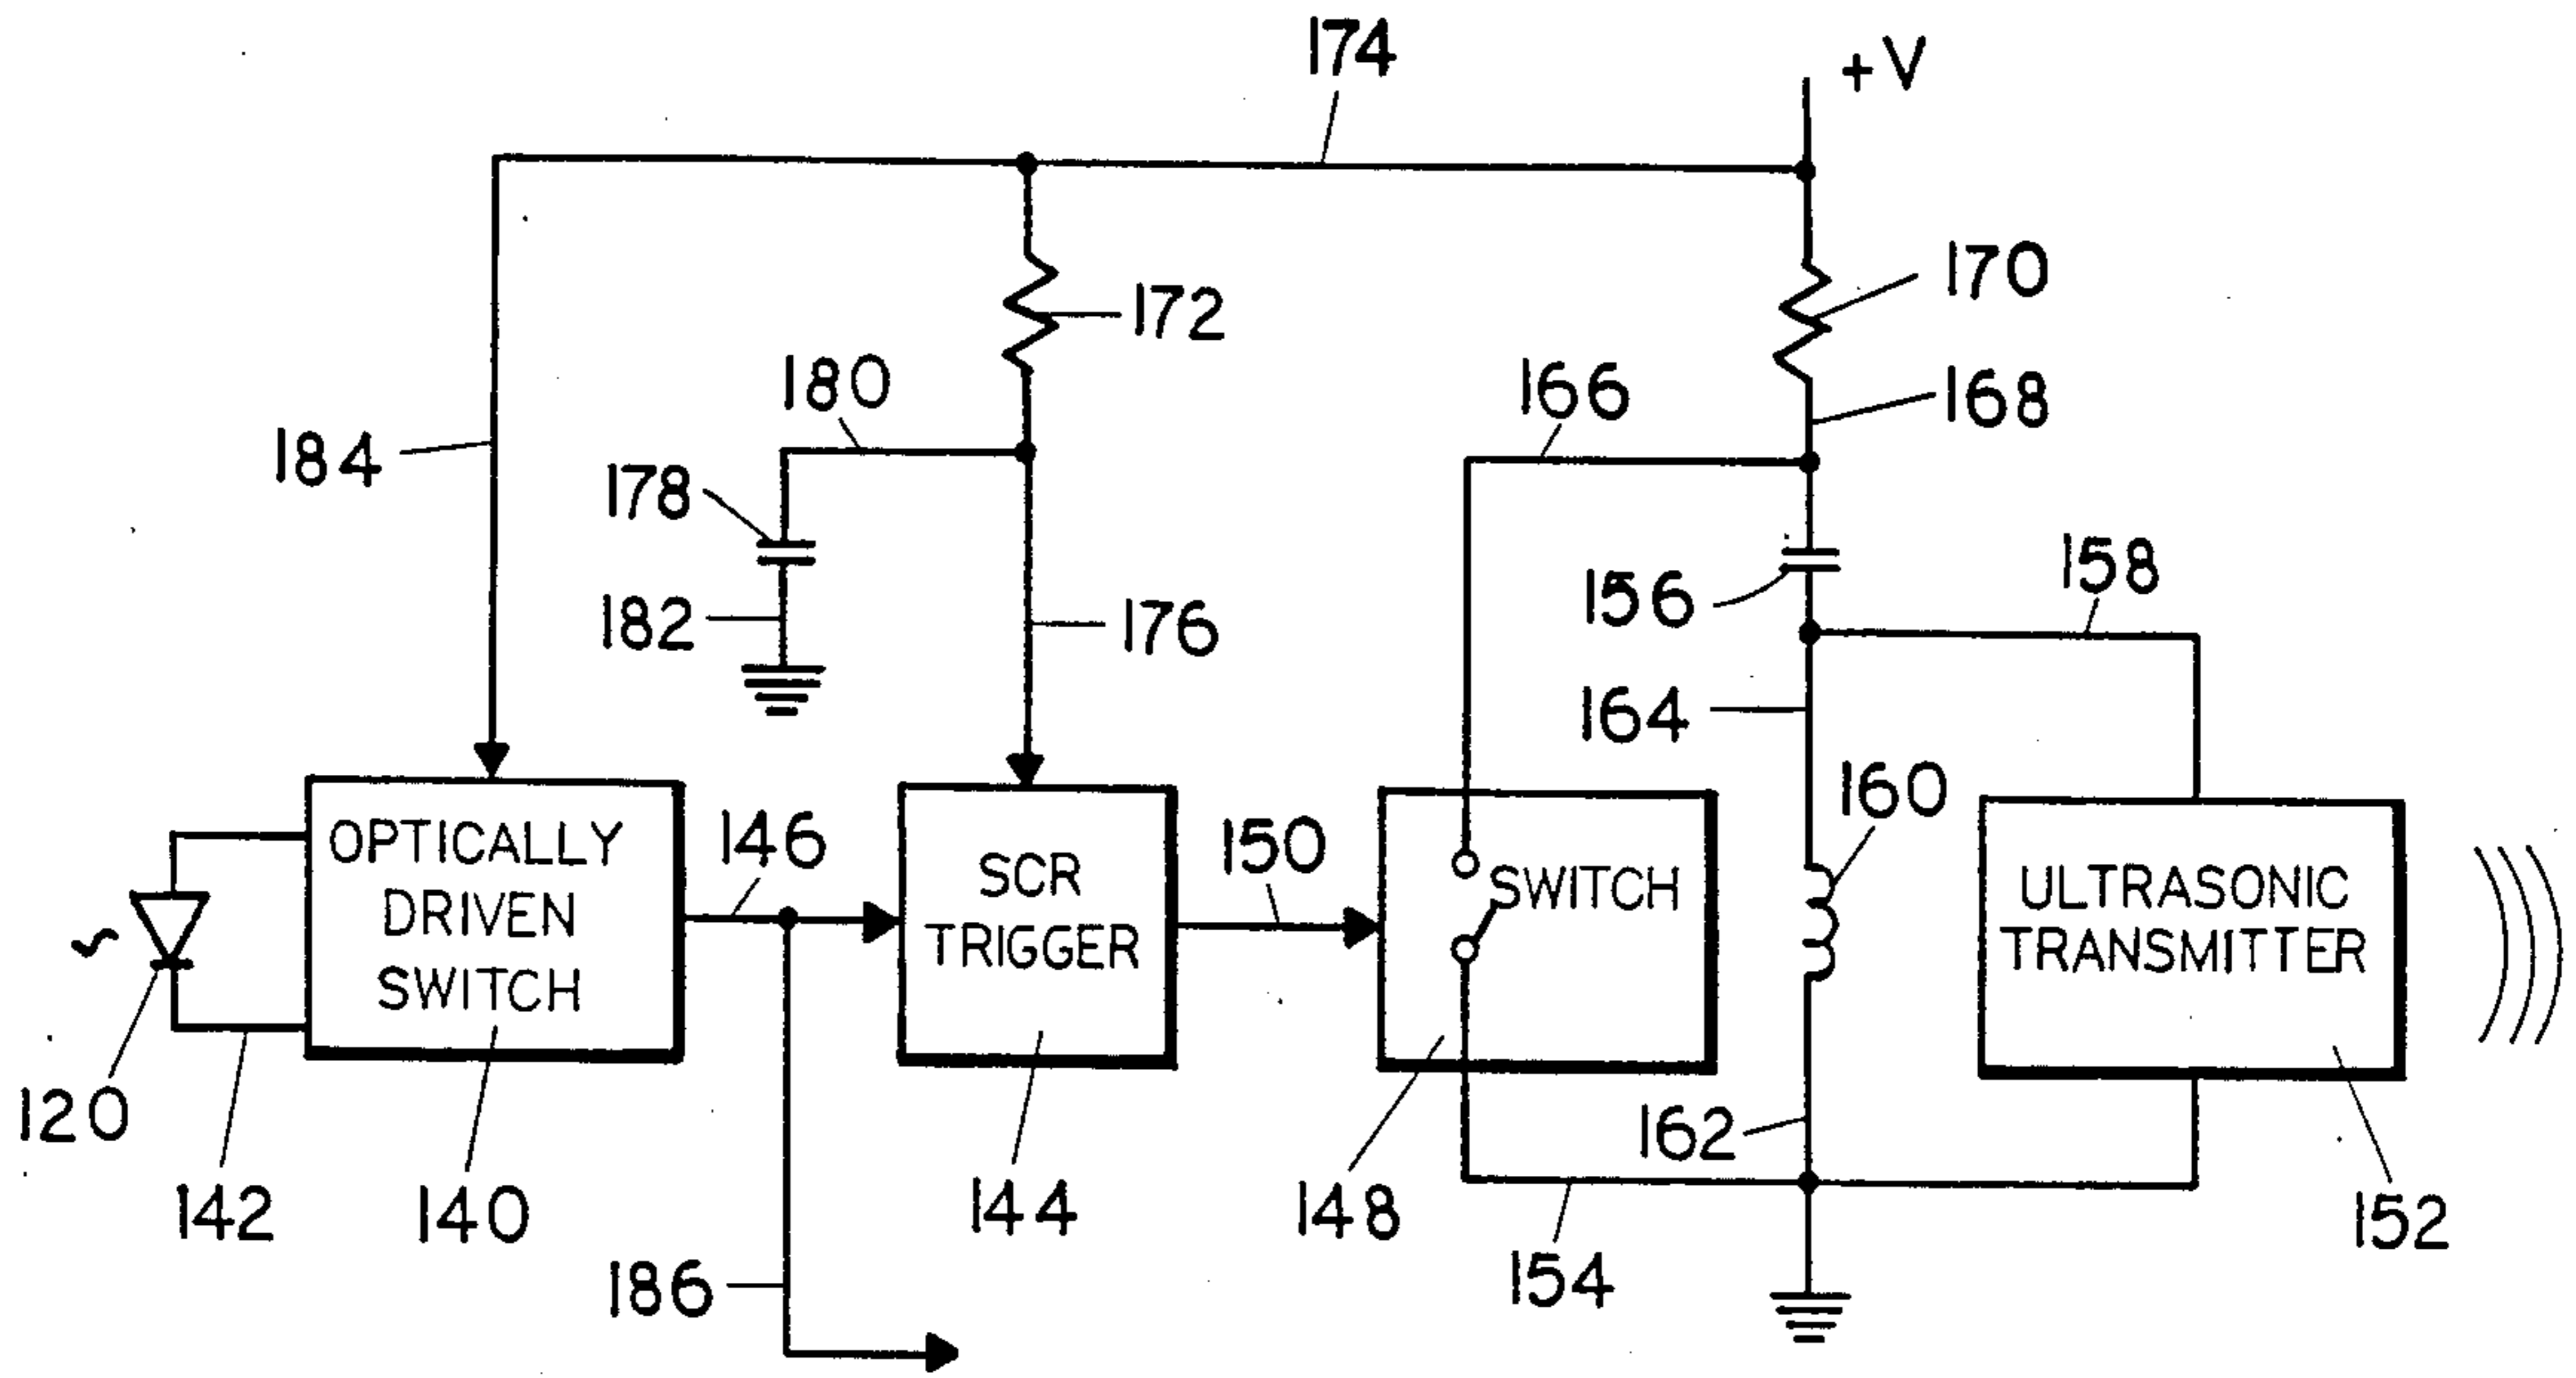 174
+V
170
172
180
166
168
184
178
158
156
182
176
164
160
OPTICALLY
DRIVEN
SWITCH
146
SCR
TRIGGER
150
SWITCH
ULTRASONIC
TRANSMITTER
120
142
140
144
148
162
154
152
186